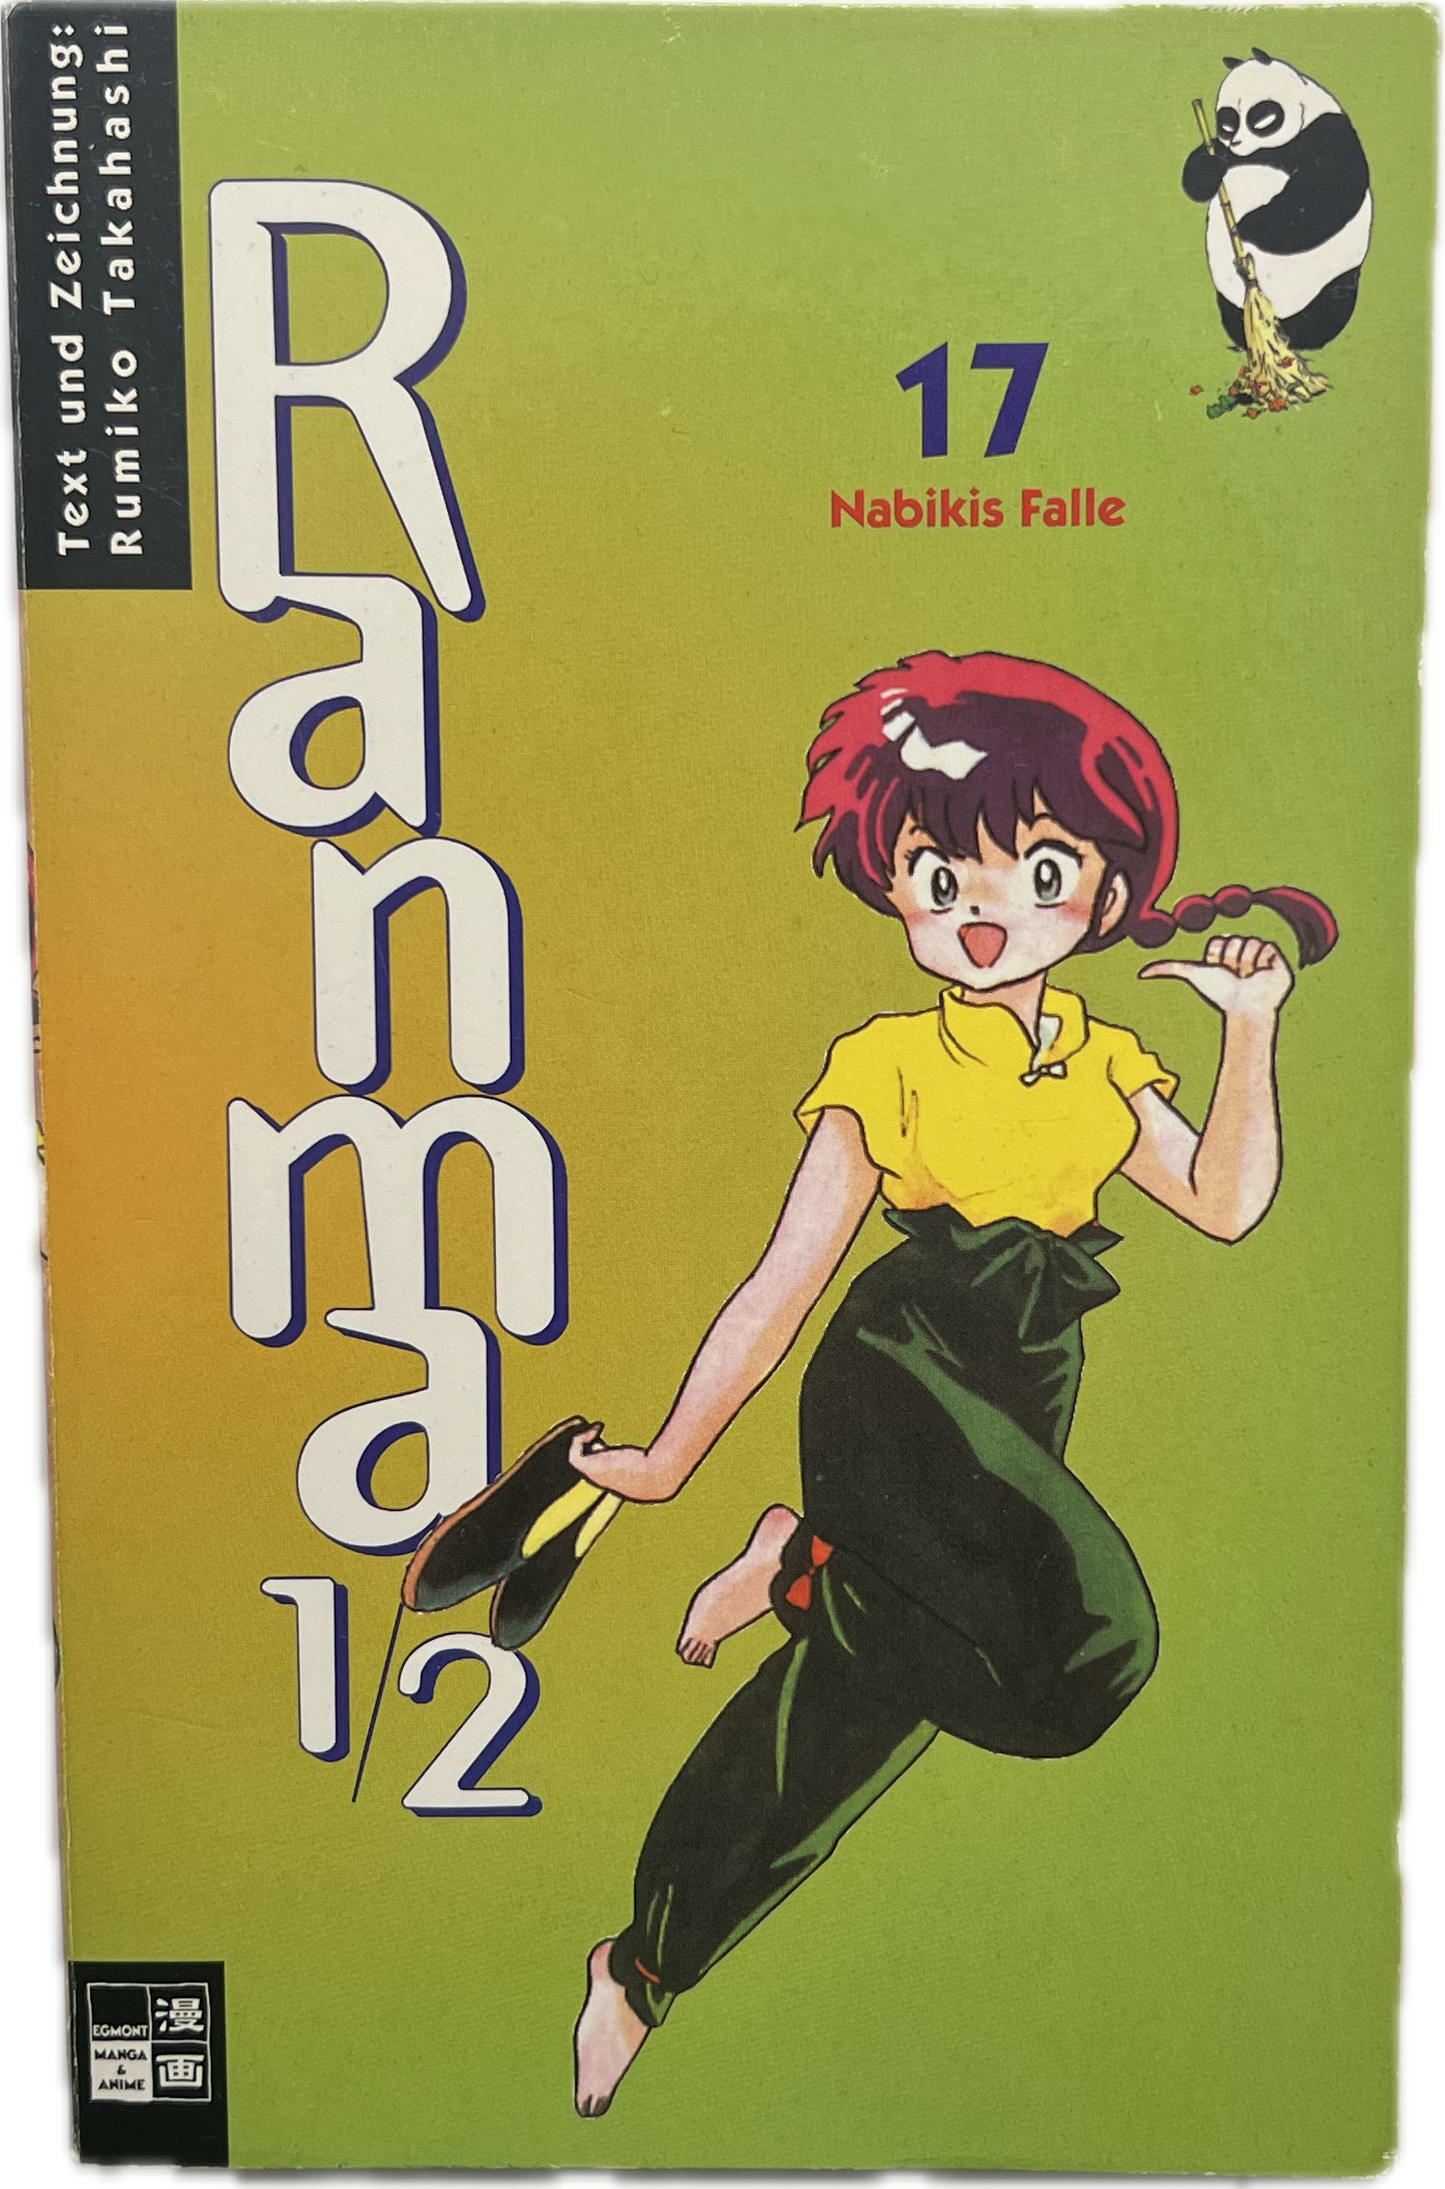 Text und Zeichnung:
Rumiko Takahashi
Ranma
1/2
17
Nabikis Falle
EGMONT
MANGA
&
ANIME
漫
画